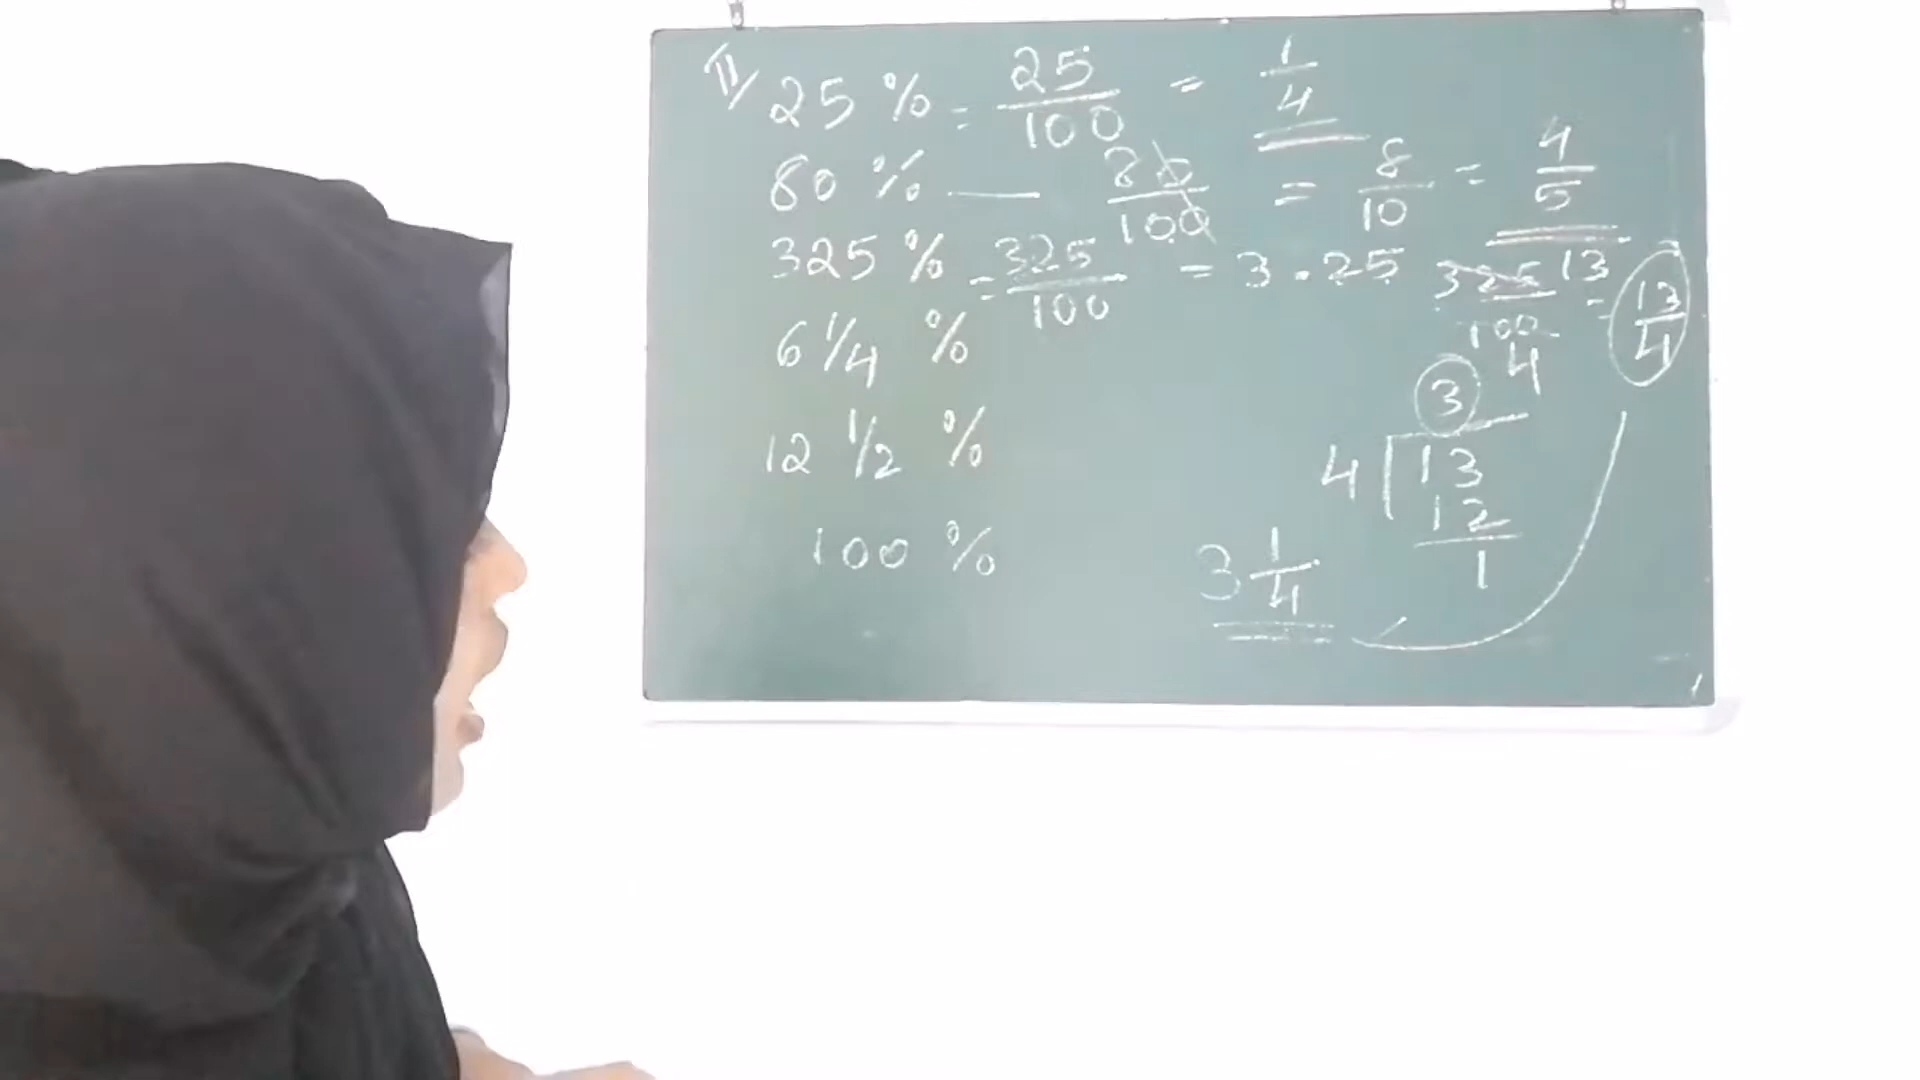 II/ 25 % = 25/100 = 1/4
80 % — 80/100 = 8/10 = 4/5
325 % = 325/100 = 3.25 325/100 13/4 = 13/4
6 1/4 %
12 1/2 %
100 %
3
4 13
12
1
3 1/4